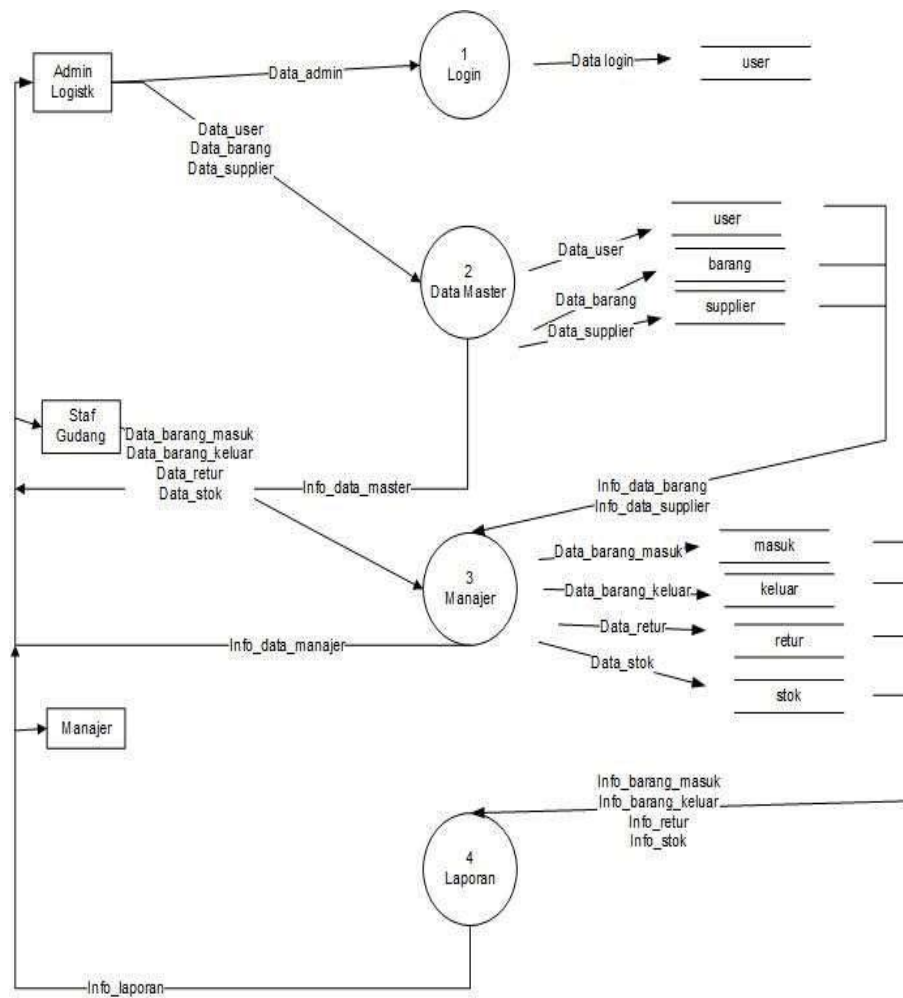 1
Login
Admin
Logistk
Data_admin
Data login
user
Data_user
Data_barang
Data_supplier
2
Data Master
Data_user
Data_barang
Data_supplier
user
barang
supplier
Staf
Gudang
Data_barang_masuk
Data_barang_keluar
Data_retur
Data_stok
Info_data_master
Info_data_barang
Info_data_supplier
3
Manajer
Data_barang_masuk
Data_barang_keluar
Data_retur
Data_stok
masuk
keluar
retur
stok
Info_data_manajer
Manajer
Info_barang_masuk
Info_barang_keluar
Info_retur
Info_stok
4
Laporan
Info_laporan